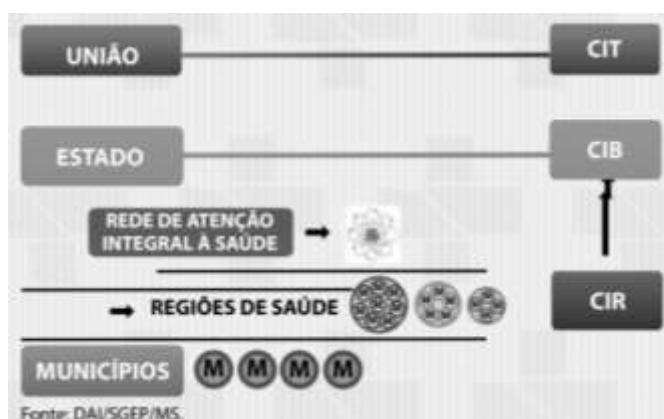 UNIÃO
CIT
ESTADO
CIB
REDE DE ATENÇÃO
INTEGRAL À SAÚDE
REGIÕES DE SAÚDE
CIR
MUNICÍPIOS
M M M M
Fonte: DAI/SGEP/MS.